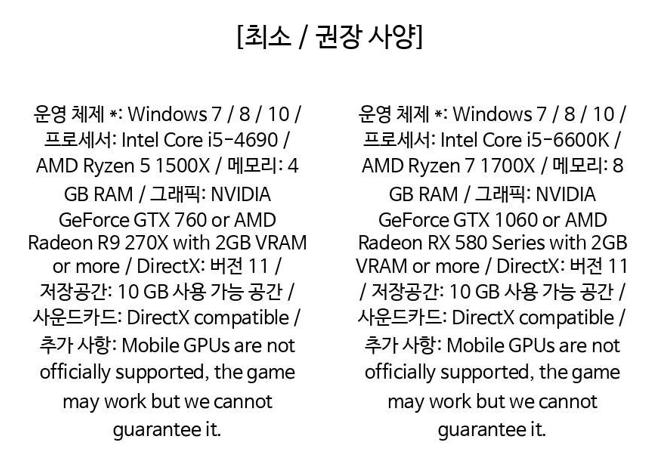 [최소 / 권장 사양]
운영 체제 *: Windows 7 / 8 / 10 /
프로세서: Intel Core i5-4690 /
AMD Ryzen 5 1500X / 메모리: 4
GB RAM / 그래픽: NVIDIA
GeForce GTX 760 or AMD
Radeon R9 270X with 2GB VRAM
or more / DirectX: 버전 11 /
저장공간: 10 GB 사용 가능 공간 /
사운드카드: DirectX compatible /
추가 사항: Mobile GPUs are not
officially supported, the game
may work but we cannot
guarantee it.
운영 체제 *: Windows 7 / 8 / 10 /
프로세서: Intel Core i5-6600K /
AMD Ryzen 7 1700X / 메모리: 8
GB RAM / 그래픽: NVIDIA
GeForce GTX 1060 or AMD
Radeon RX 580 Series with 2GB
VRAM or more / DirectX: 버전 11
/ 저장공간: 10 GB 사용 가능 공간 /
사운드카드: DirectX compatible /
추가 사항: Mobile GPUs are not
officially supported, the game
may work but we cannot
guarantee it.